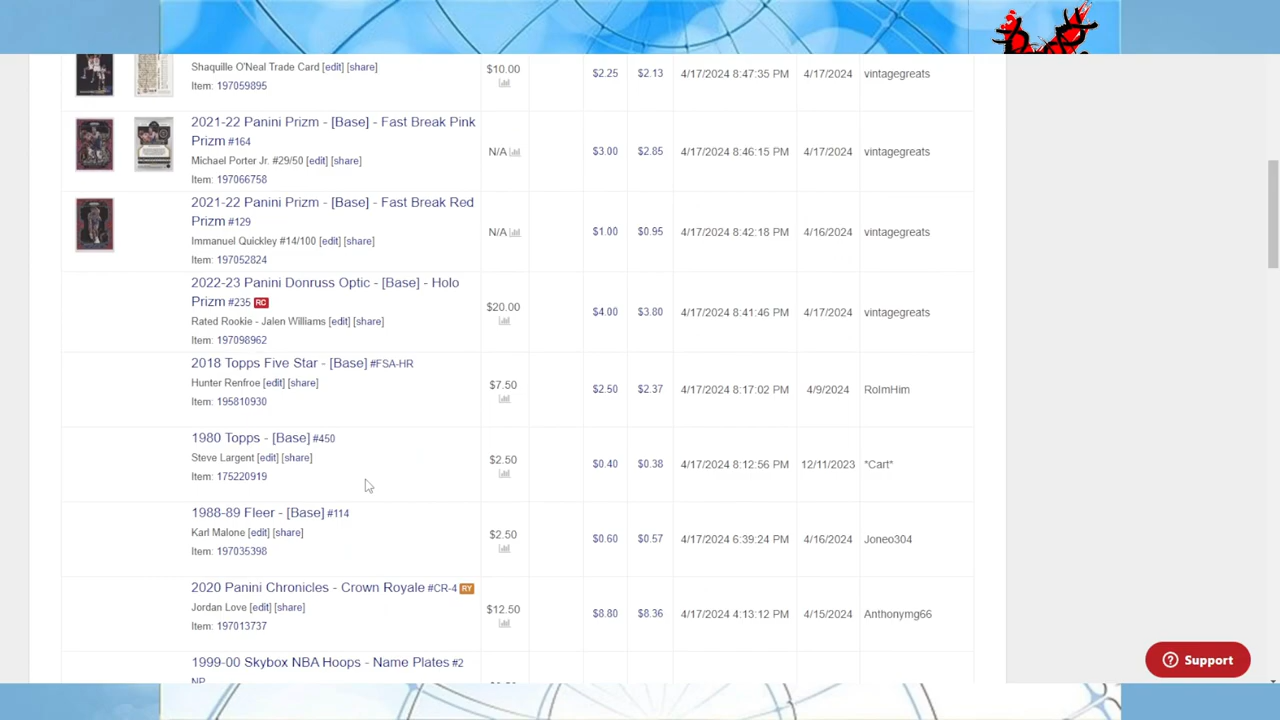 Shaquille O'Neal Trade Card [edit] [share]
Item: 197059895
$10.00
$2.25
$2.13
4/17/2024 8:47:35 PM
4/17/2024
vintagegreats
2021-22 Panini Prizm - [Base] - Fast Break Pink
Prizm #164
Michael Porter Jr. #29/50 [edit] [share]
Item: 197066758
N/A
$3.00
$2.85
4/17/2024 8:46:15 PM
4/17/2024
vintagegreats
2021-22 Panini Prizm - [Base] - Fast Break Red
Prizm #129
Immanuel Quickley #14/100 [edit] [share]
Item: 197052824
N/A
$1.00
$0.95
4/17/2024 8:42:18 PM
4/16/2024
vintagegreats
2022-23 Panini Donruss Optic - [Base] - Holo
Prizm #235 RC
Rated Rookie - Jalen Williams [edit] [share]
Item: 197098962
$20.00
$4.00
$3.80
4/17/2024 8:41:46 PM
4/17/2024
vintagegreats
2018 Topps Five Star - [Base] #FSA-HR
Hunter Renfroe [edit] [share]
Item: 195810930
$7.50
$2.50
$2.37
4/17/2024 8:17:02 PM
4/9/2024
RolmHim
1980 Topps - [Base] #450
Steve Largent [edit] [share]
Item: 175220919
$2.50
$0.40
$0.38
4/17/2024 8:12:56 PM
12/11/2023
*Cart*
1988-89 Fleer - [Base] #114
Karl Malone [edit] [share]
Item: 197035398
$2.50
$0.60
$0.57
4/17/2024 6:39:24 PM
4/16/2024
Joneo304
2020 Panini Chronicles - Crown Royale #CR-4 RY
Jordan Love [edit] [share]
Item: 197013737
$12.50
$8.80
$8.36
4/17/2024 4:13:12 PM
4/15/2024
Anthonymg66
1999-00 Skybox NBA Hoops - Name Plates #2
NP
Support